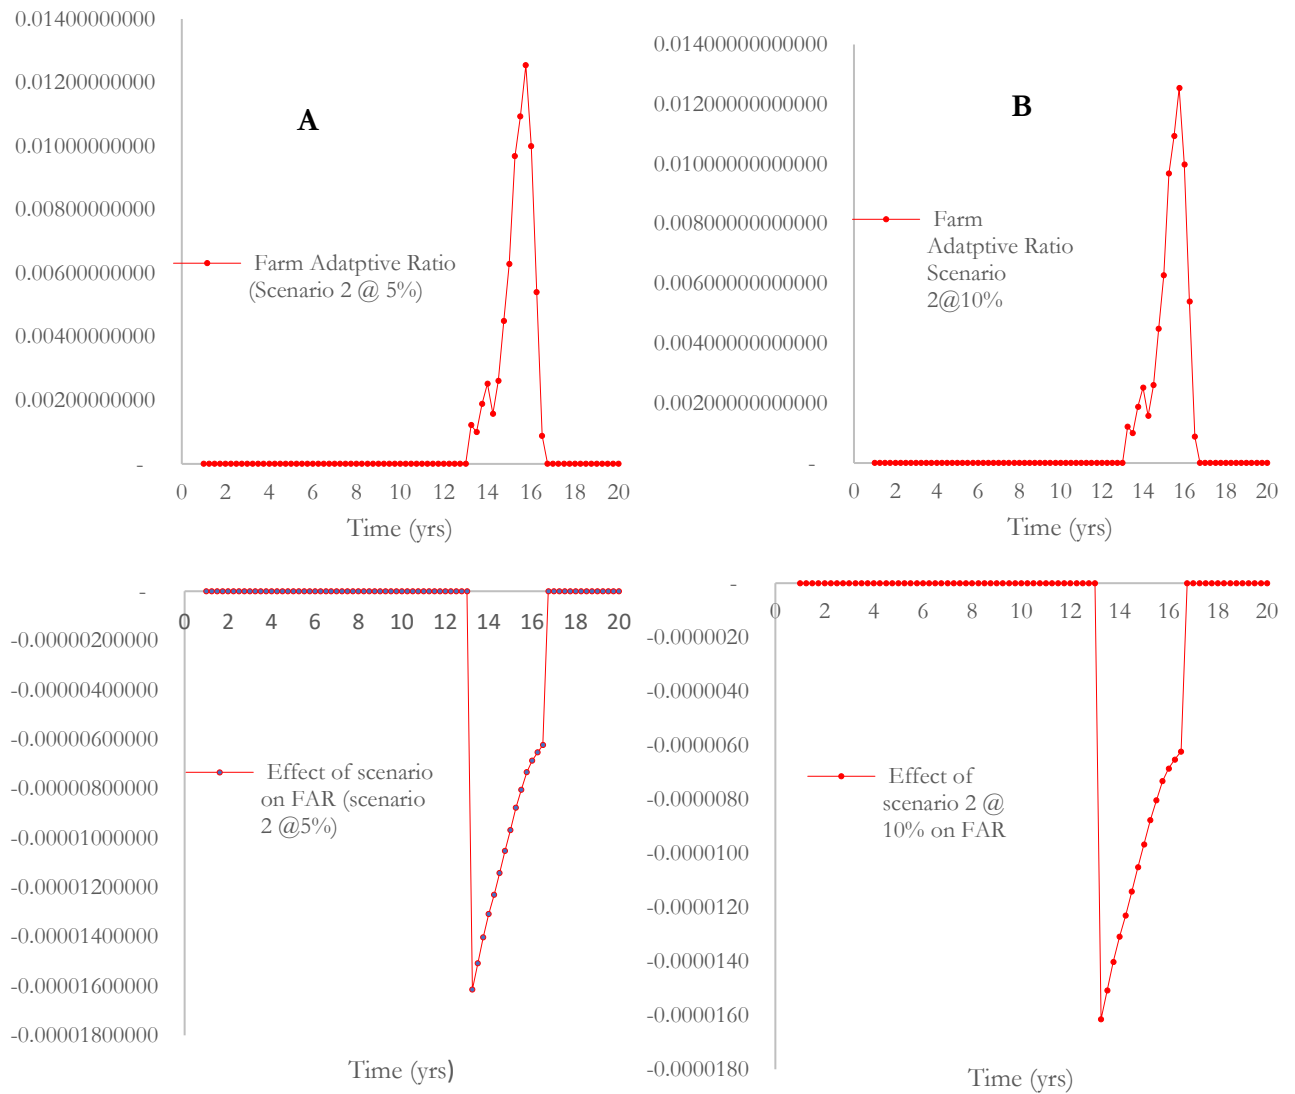 0.01400000000
0.01200000000
0.01000000000
0.00800000000
0.00600000000
0.00400000000
0.00200000000
-
A
Farm Adatptive Ratio
(Scenario 2 @ 5%)
0 2 4 6 8 10 12 14 16 18 20
Time (yrs)
0.01400000000000
0.01200000000000
0.01000000000000
0.00800000000000
0.00600000000000
0.00400000000000
0.00200000000000
-
B
Farm
Adatptive Ratio
Scenario
2@10%
0 2 4 6 8 10 12 14 16 18 20
Time (yrs)
-
0 2 4 6 8 10 12 14 16 18 20
-0.00000200000
-0.00000400000
-0.00000600000
-0.00000800000
-0.00001000000
-0.00001200000
-0.00001400000
-0.00001600000
-0.00001800000
Effect of scenario
on FAR (scenario
2 @5%)
Time (yrs)
-
0 2 4 6 8 10 12 14 16 18 20
-0.0000020
-0.0000040
-0.0000060
-0.0000080
-0.0000100
-0.0000120
-0.0000140
-0.0000160
-0.0000180
Effect of
scenario 2 @
10% on FAR
Time (yrs)